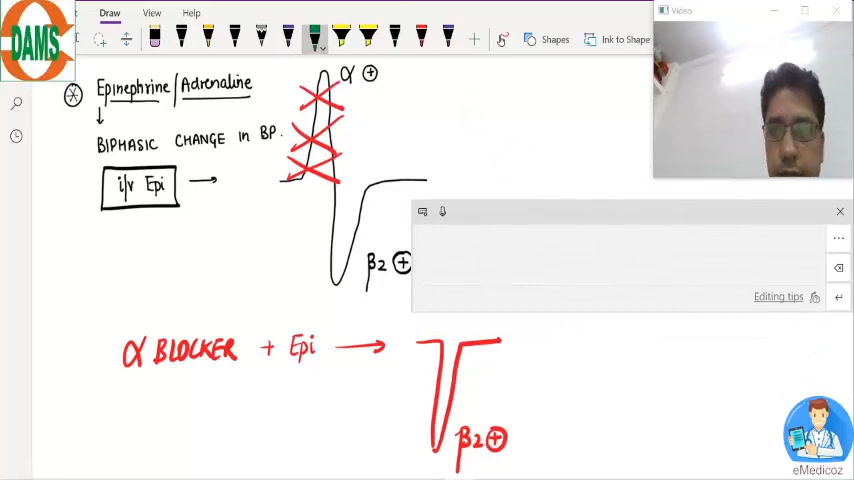 Draw
View
Help
Video
DAMS
Shapes
Ink to Shape
Epinephrine / Adrenaline
α +
↓
BIPHASIC CHANGE IN BP.
i/v Epi →
β2 +
Editing tips
α BLOCKER + Epi →
β2 +
eMedicoz